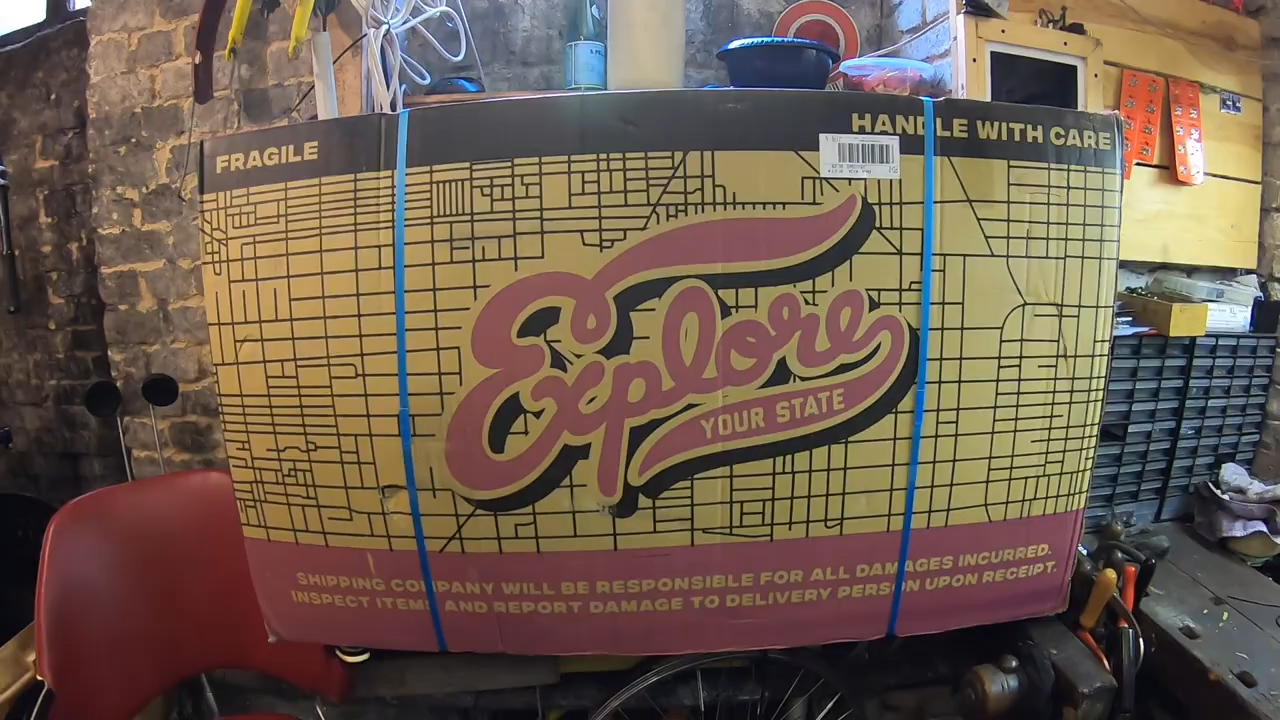 FRAGILE
HANDLE WITH CARE
Explore
YOUR STATE
SHIPPING COMPANY WILL BE RESPONSIBLE FOR ALL DAMAGES INCURRED.
INSPECT ITEMS AND REPORT DAMAGE TO DELIVERY PERSON UPON RECEIPT.